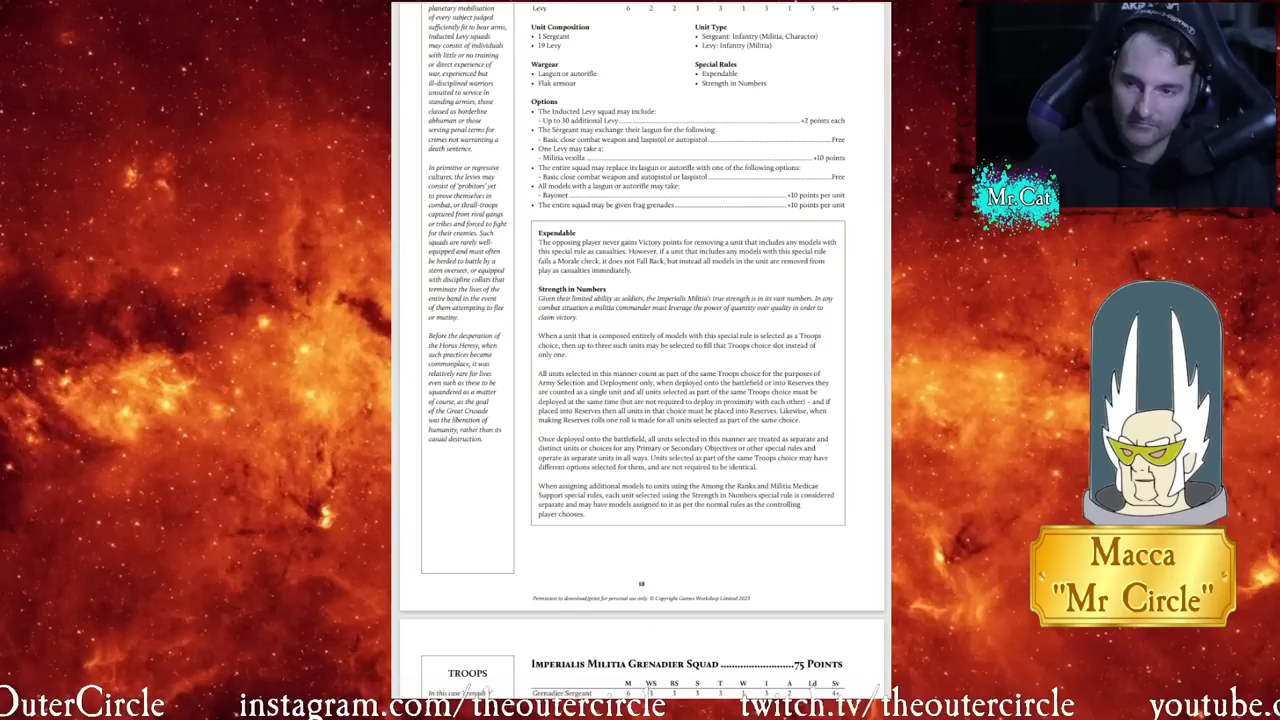 planetary mobilisation
of every subject judged
sufficiently fit to bear arms,
Inducted Levy squads
may consist of individuals
with little or no training
or direct experience of
war, experienced but
ill-disciplined warriors
unsuited to service in
standing armies, those
classed as borderline
abhuman or those
serving penal terms for
crimes not warranting a
death sentence.
In primitive or regressive
cultures, the levies may
consist of 'probitors' yet
to prove themselves in
combat, or thrall-troops
captured from rival gangs
or tribes and forced to fight
for their enemies. Such
squads are rarely well-
equipped and must often
be herded to battle by a
stern overseer, or equipped
with discipline collars that
terminate the lives of the
entire band in the event
of them attempting to flee
or mutiny.
Before the desperation of
the Horus Heresy, when
such practices became
commonplace, it was
relatively rare for lives
even such as these to be
squandered as a matter
of course, as the goal
of the Great Crusade
was the liberation of
humanity, rather than its
casual destruction.
Levy 6 2 2 3 3 1 3 1 5 5+
Unit Composition
• 1 Sergeant
• 19 Levy
Unit Type
• Sergeant: Infantry (Militia, Character)
• Levy: Infantry (Militia)
Wargear
• Lasgun or autorifle
• Flak armour
Special Rules
• Expendable
• Strength in Numbers
Options
• The Inducted Levy squad may include:
- Up to 30 additional Levy...+2 points each
• The Sergeant may exchange their lasgun for the following:
- Basic close combat weapon and laspistol or autopistol...Free
• One Levy may take a:
- Militia vexilla...+10 points
• The entire squad may replace its lasgun or autorifle with one of the following options:
- Basic close combat weapon and autopistol or laspistol...Free
• All models with a lasgun or autorifle may take:
- Bayonet...+10 points per unit
• The entire squad may be given frag grenades...+10 points per unit
Expendable
The opposing player never gains Victory points for removing a unit that includes any models with
this special rule as casualties. However, if a unit that includes any models with this special rule
fails a Morale check, it does not Fall Back, but instead all models in the unit are removed from
play as casualties immediately.
Strength in Numbers
Given their limited ability as soldiers, the Imperialis Militia's true strength is in its vast numbers. In any
combat situation a militia commander must leverage the power of quantity over quality in order to
claim victory.
When a unit that is composed entirely of models with this special rule is selected as a Troops
choice, then up to three such units may be selected to fill that Troops choice slot instead of
only one.
All units selected in this manner count as part of the same Troops choice for the purposes of
Army Selection and Deployment only, when deployed onto the battlefield or into Reserves they
are counted as a single unit and all units selected as part of the same Troops choice must be
deployed at the same time (but are not required to deploy in proximity with each other) – and if
placed into Reserves then all units in that choice must be placed into Reserves. Likewise, when
making Reserves rolls one roll is made for all units selected as part of the same choice.
Once deployed onto the battlefield, all units selected in this manner are treated as separate and
distinct units or choices for any Primary or Secondary Objectives or other special rules and
operate as separate units in all ways. Units selected as part of the same Troops choice may have
different options selected for them, and are not required to be identical.
When assigning additional models to units using the Among the Ranks and Militia Medicae
Support special rules, each unit selected using the Strength in Numbers special rule is considered
separate and may have models assigned to it as per the normal rules as the controlling
player chooses.
18
Permission to download/print for personal use only. © Copyright Games Workshop Limited 2023
TROOPS
Imperialis Militia Grenadier Squad...75 Points
M WS BS S T W I A Ld Sv
Grenadier Sergeant 6 3 3 3 3 1 3 2 4+
In this case
Mr.Cat
Macca
"Mr Circle"
OuterCircle instagram.com/theoutercircle twitch.tv/theoutercircle youtube.c